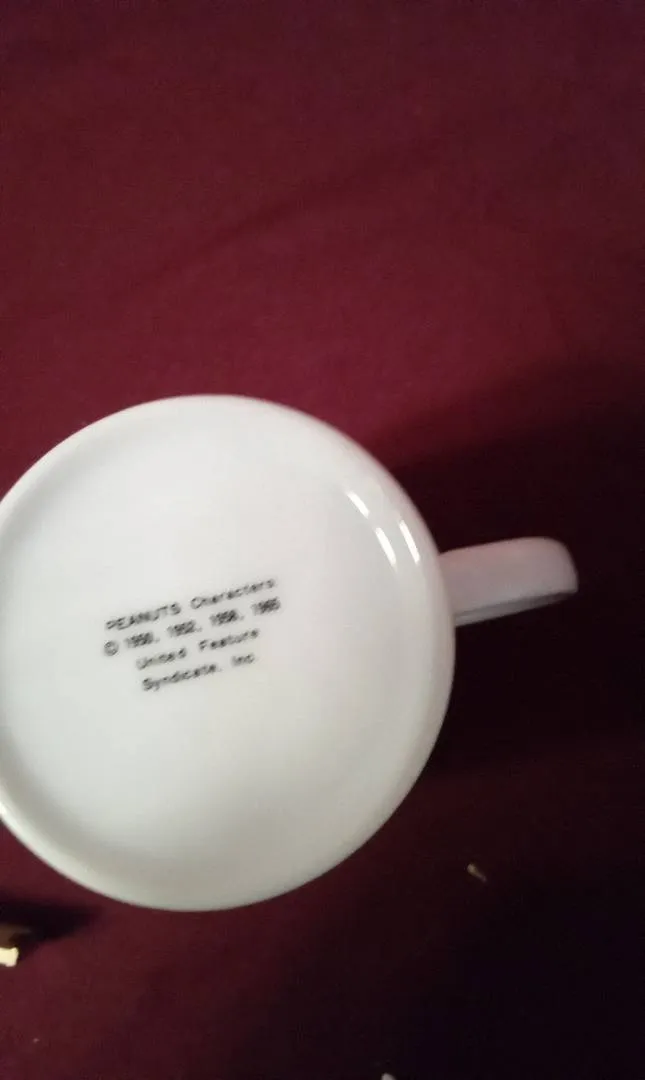 PEANUTS Characters
© 1950, 1952, 1958, 1965
United Feature
Syndicate, Inc.